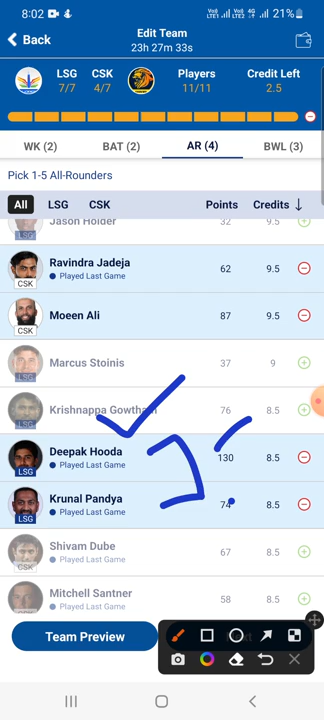 8:02 21%
Edit Team
Back
23h 27m 33s
LSG CSK Players Credit Left
7/7 4/7 11/11 2.5
WK (2) BAT (2) AR (4) BWL (3)
Pick 1-5 All-Rounders
All LSG CSK Points Credits ↓
Jason Holder 32 9.5
LSG
Ravindra Jadeja 62 9.5
Played Last Game
CSK
Moeen Ali 87 9.5
CSK
Marcus Stoinis 37 9
LSG
Krishnappa Gowtham 76 8.5
LSG
Deepak Hooda 130 8.5
Played Last Game
LSG
Krunal Pandya 74 8.5
Played Last Game
LSG
Shivam Dube 67 8.5
Played Last Game
CSK
Mitchell Santner 58 8.5
Played Last Game
Team Preview